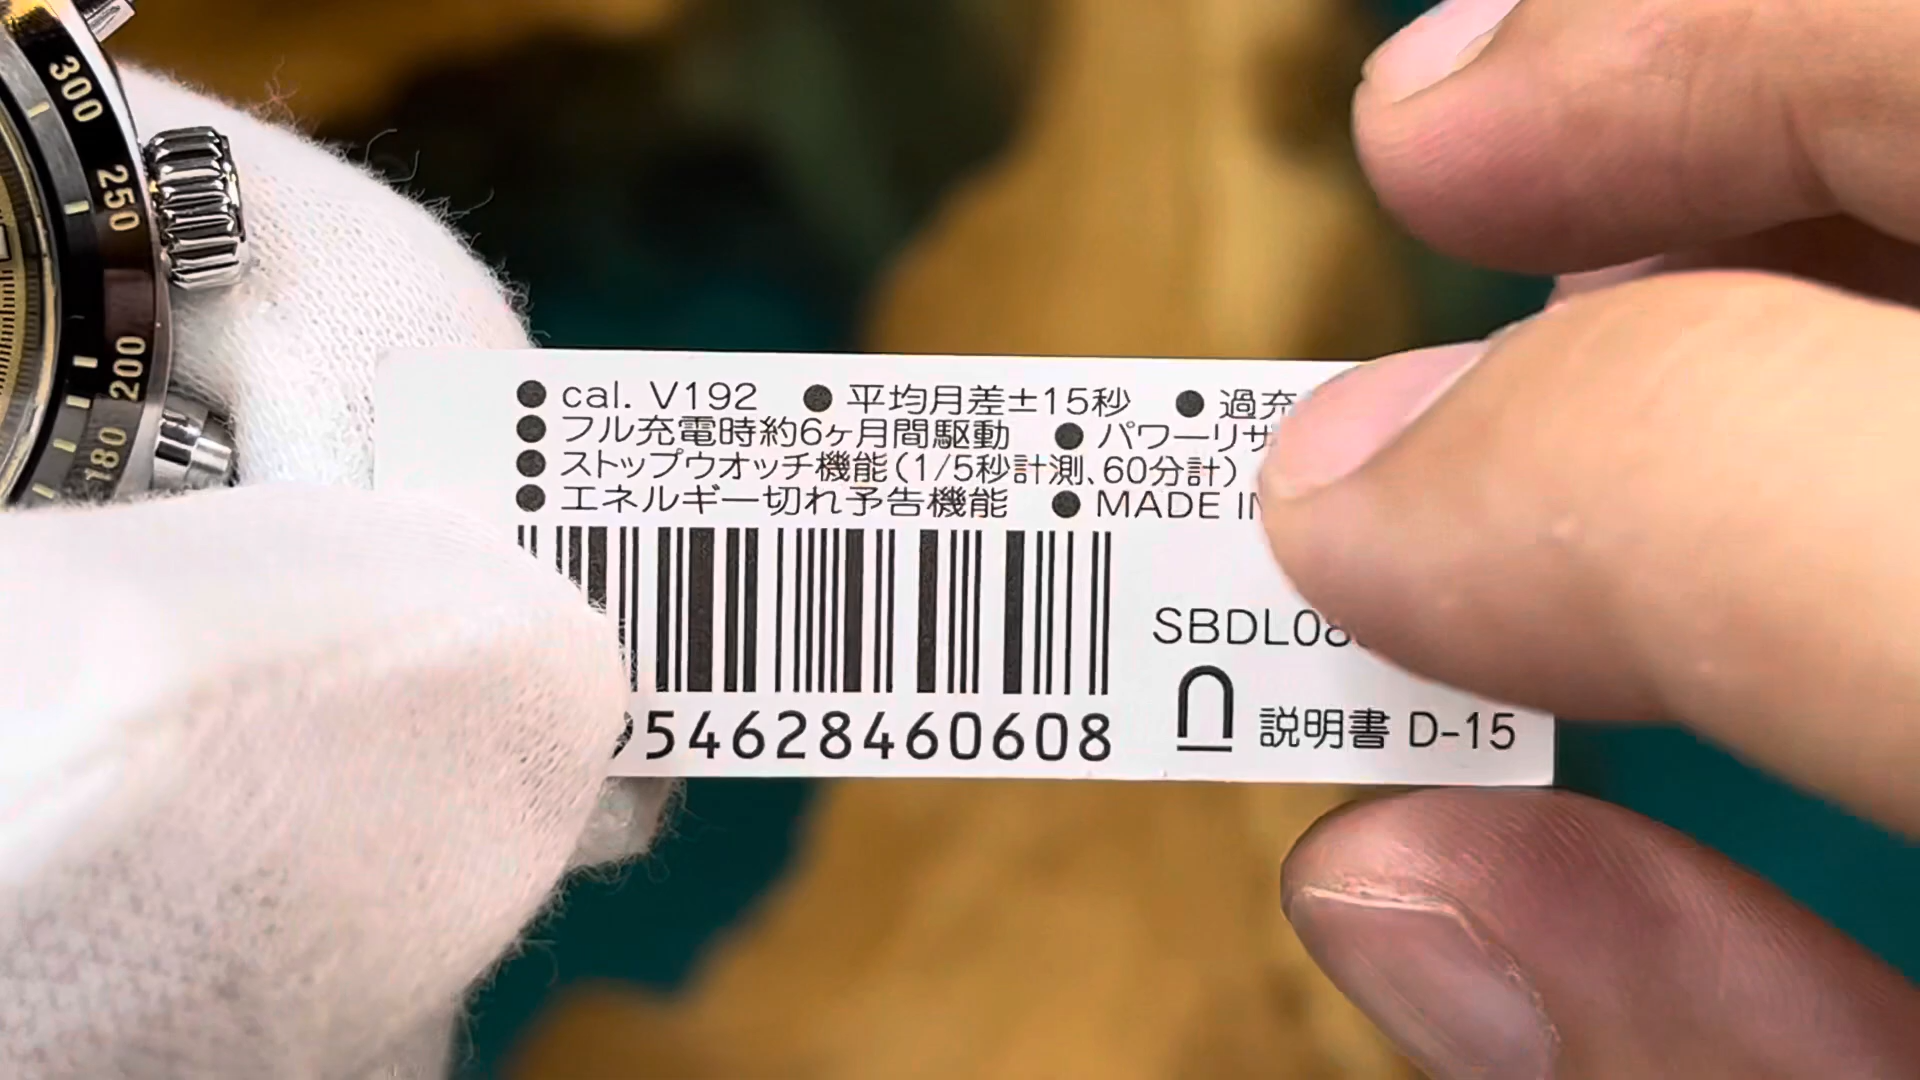 300
250
200
180
● cal. V192 ● 平均月差±15秒 ● 過充
● フル充電時約6ヶ月間駆動 ● パワーリザ
● ストップウオッチ機能(1/5秒計測、60分計)
● エネルギー切れ予告機能 ● MADE IN
SBDL08
54628460608
説明書 D-15